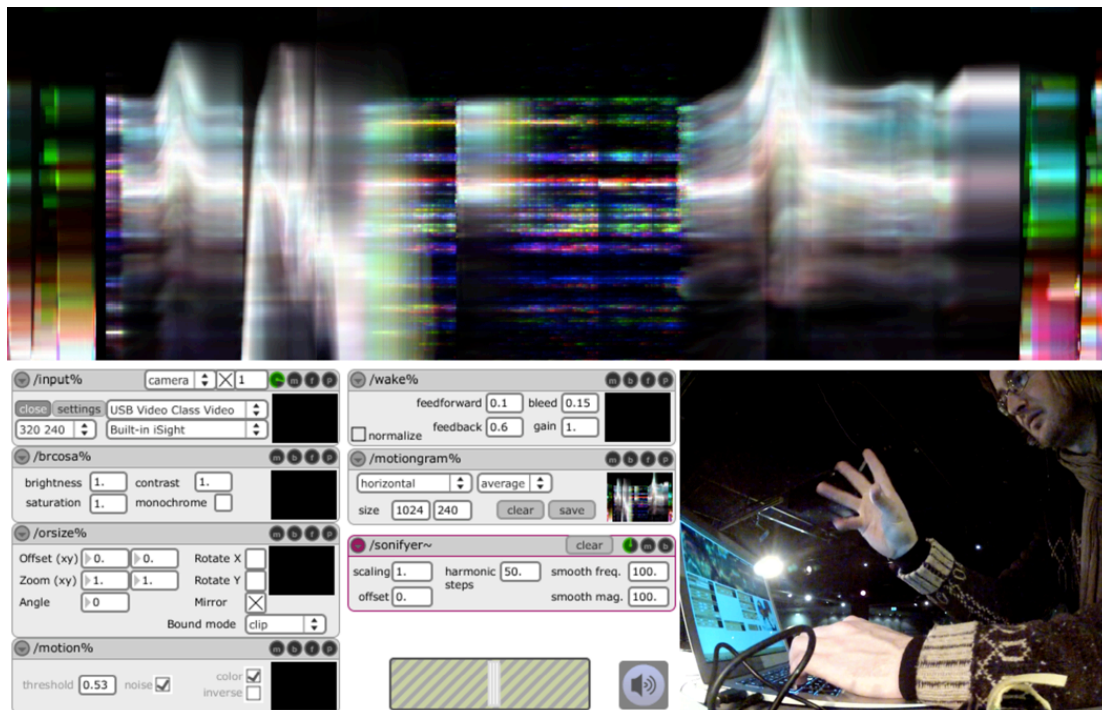 /input%
camera
1
m
f
p
close
settings
USB Video Class Video
320 240
Built-in iSight
/brcosa%
m
b
f
p
brightness
1.
contrast
1.
saturation
1.
monochrome
/orsize%
m
b
f
p
Offset (xy)
0.
0.
Rotate X
Zoom (xy)
1.
1.
Rotate Y
Angle
0
Mirror
Bound mode
clip
/motion%
m
b
f
p
threshold
0.53
noise
color
inverse
/wake%
m
b
f
p
feedforward
0.1
bleed
0.15
normalize
feedback
0.6
gain
1.
/motiongram%
m
b
f
p
horizontal
average
size
1024
240
clear
save
/sonifyer~
clear
m
b
scaling
1.
harmonic
steps
50.
smooth freq.
100.
offset
0.
smooth mag.
100.